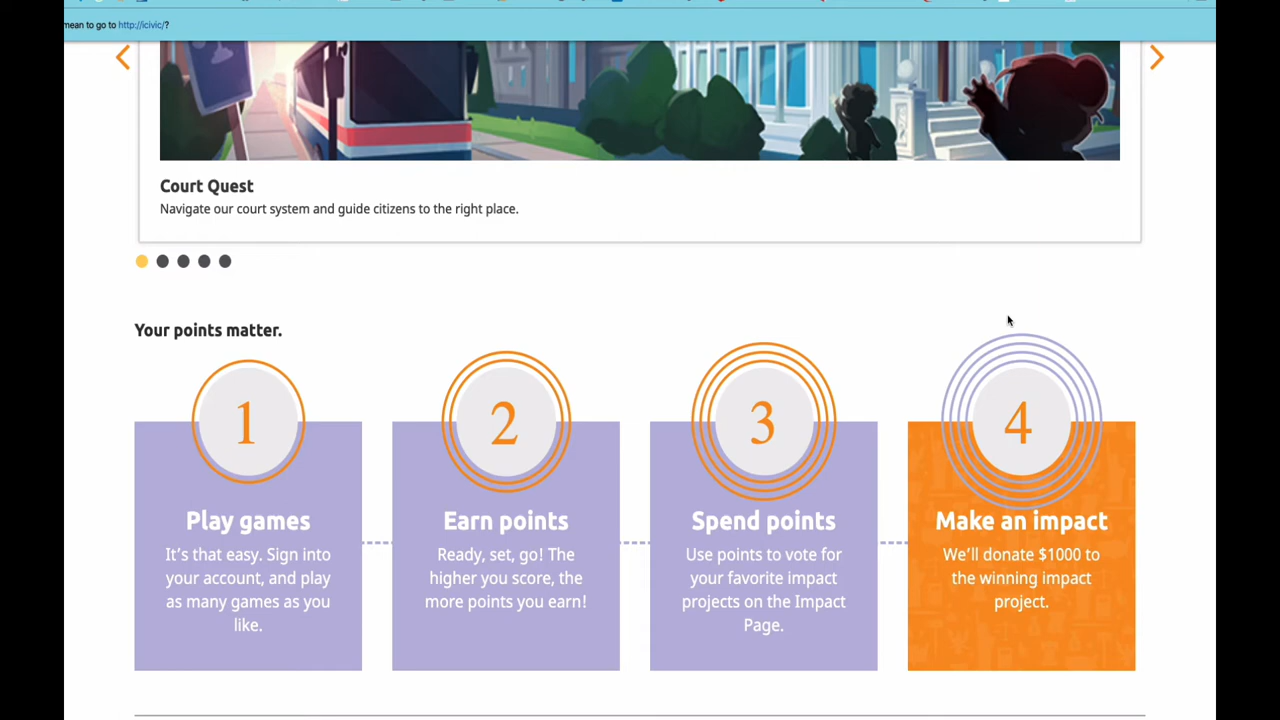 mean to go to http://icivic/?
Court Quest
Navigate our court system and guide citizens to the right place.
Your points matter.
1
2
3
4
Play games
It's that easy. Sign into
your account, and play
as many games as you
like.
Earn points
Ready, set, go! The
higher you score, the
more points you earn!
Spend points
Use points to vote for
your favorite impact
projects on the Impact
Page.
Make an impact
We'll donate $1000 to
the winning impact
project.